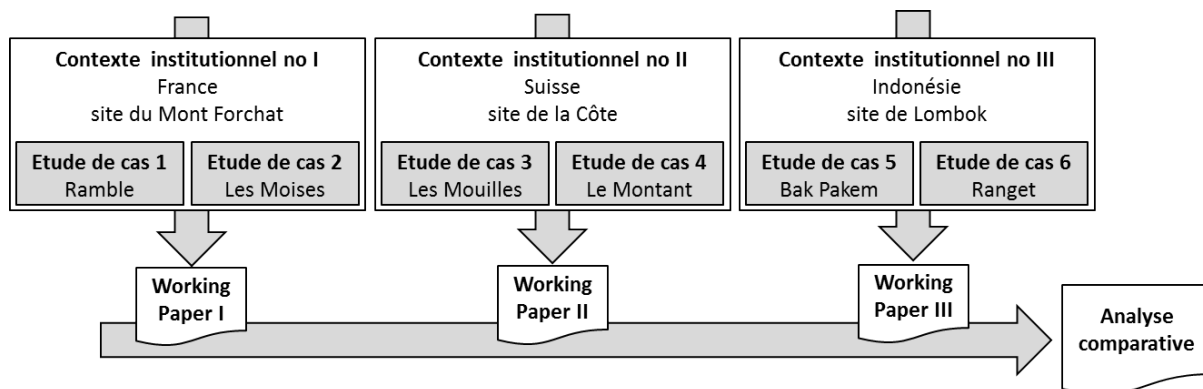 Contexte institutionnel no I
France
site du Mont Forchat
Etude de cas 1
Ramble
Etude de cas 2
Les Moises
Contexte institutionnel no II
Suisse
site de la Côte
Etude de cas 3
Les Mouilles
Etude de cas 4
Le Montant
Contexte institutionnel no III
Indonésie
site de Lombok
Etude de cas 5
Bak Pakem
Etude de cas 6
Ranget
Working
Paper I
Working
Paper II
Working
Paper III
Analyse
comparative